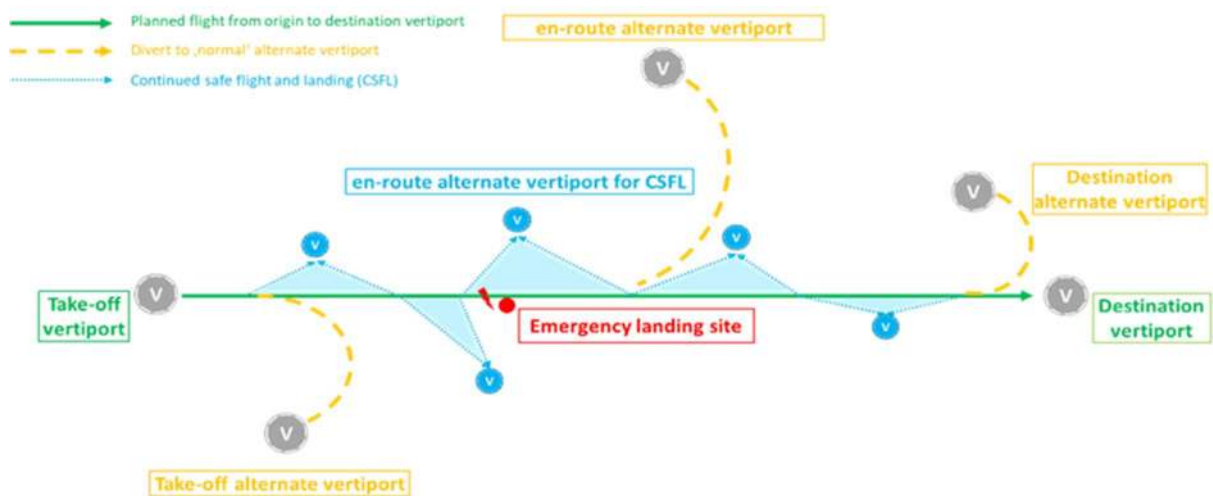 Planned flight from origin to destination vertiport
Divert to ‚normal' alternate vertiport
Continued safe flight and landing (CSFL)
en-route alternate vertiport
V
en-route alternate vertiport for CSFL
V
Destination
alternate vertiport
V
V
V
V
Take-off
vertiport
V
Destination
vertiport
Emergency landing site
V
V
V
Take-off alternate vertiport